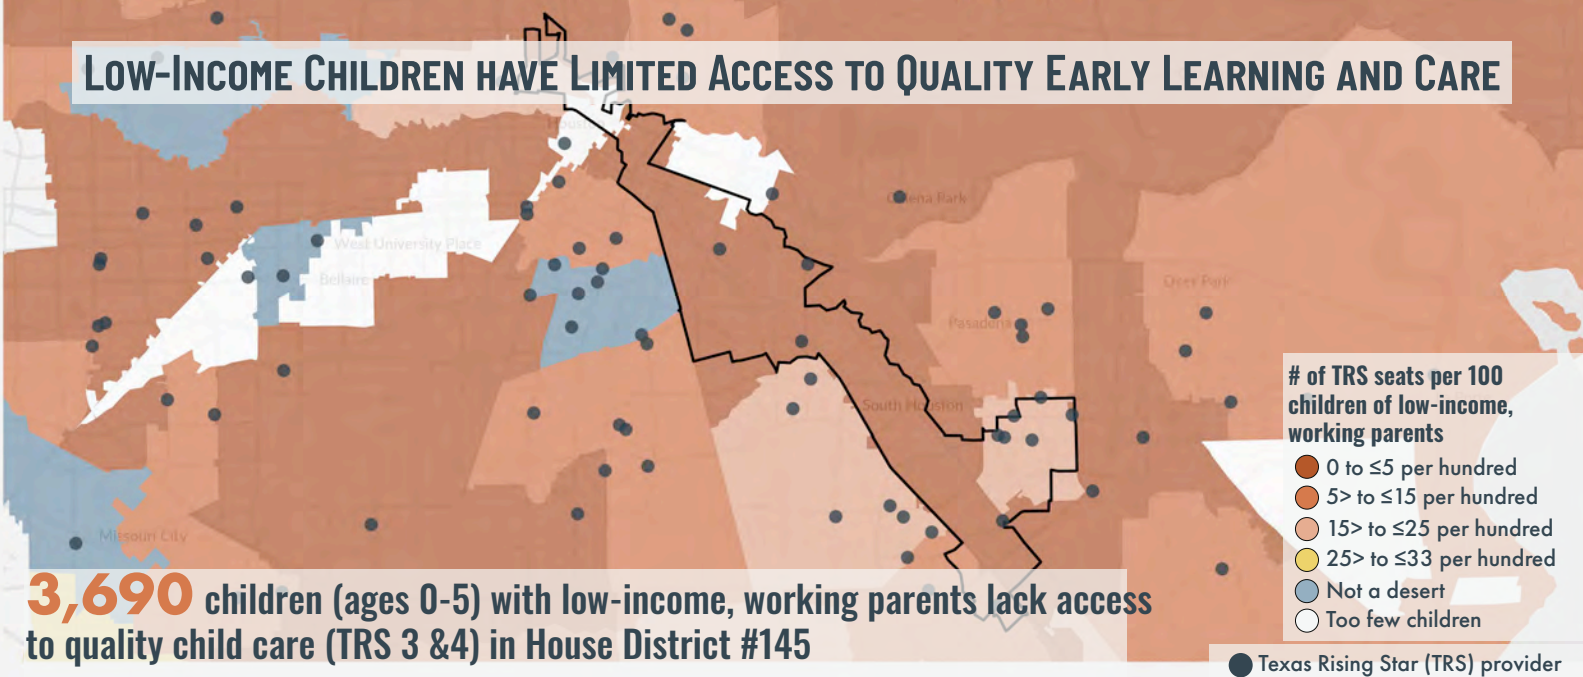 Low-Income Children have Limited Access to Quality Early Learning and Care
Houston
Galena Park
West University Place
Bellaire
Deer Park
Pasadena
South Houston
Missouri City
# of TRS seats per 100
children of low-income,
working parents
0 to ≤5 per hundred
5> to ≤15 per hundred
15> to ≤25 per hundred
25> to ≤33 per hundred
Not a desert
Too few children
Texas Rising Star (TRS) provider
3,690 children (ages 0-5) with low-income, working parents lack access
to quality child care (TRS 3 &4) in House District #145